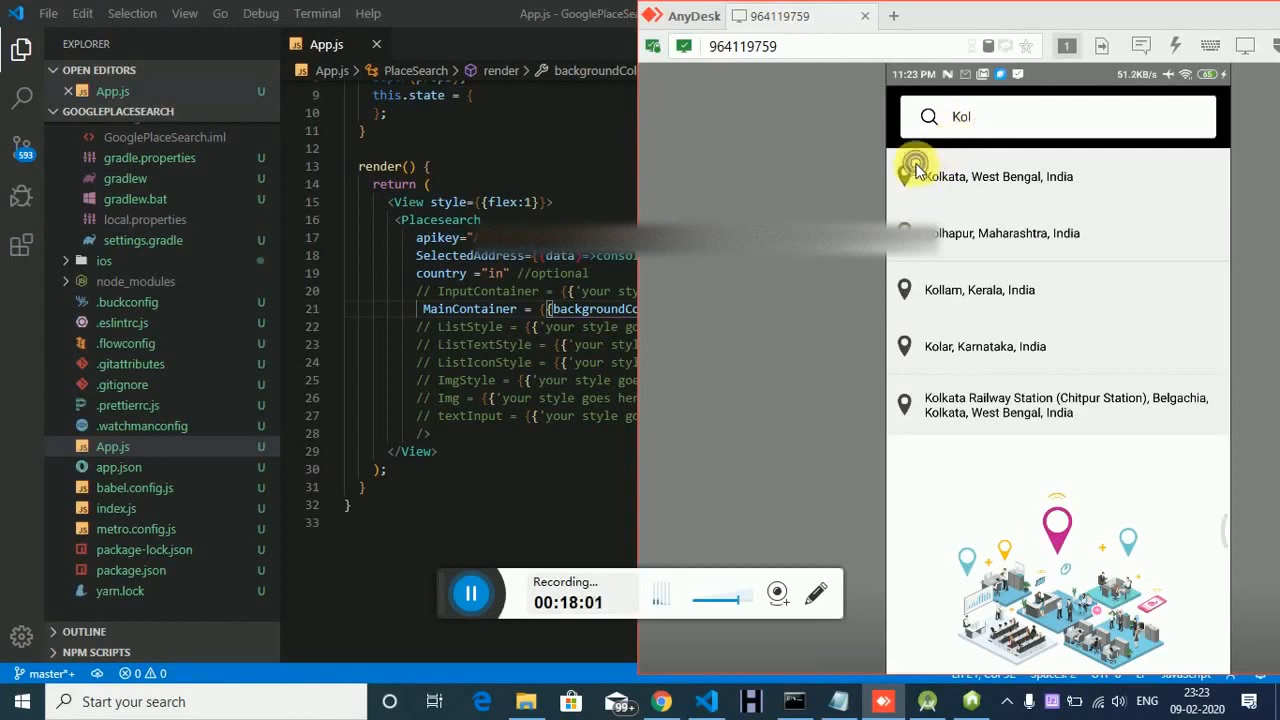 File Edit Selection View Go Debug Terminal Help
App.js - GooglePlaceSear
AnyDesk
964119759
964119759
1
EXPLORER
OPEN EDITORS
App.js U
GOOGLEPLACESEARCH
GooglePlaceSearch.iml
gradle.properties U
gradlew U
gradlew.bat U
local.properties
settings.gradle U
ios
node_modules
.buckconfig U
.eslintrc.js U
.flowconfig U
.gitattributes U
.gitignore U
.prettierrc.js U
.watchmanconfig U
App.js U
app.json U
babel.config.js U
index.js U
metro.config.js U
package-lock.json U
package.json U
yarn.lock U
OUTLINE
NPM SCRIPTS
593
App.js
App.js > PlaceSearch > render > backgroundCol
9
this.state = {
10 };
11 }
12
13 render() {
14 return (
15 <View style={{flex:1}}>
16 <Placesearch
17 apikey="
18 SelectedAddress={(data)=>conso
19 country ="in" //optional
20 // InputContainer = {{'your sty
21 MainContainer = {{backgroundCo
22 // ListStyle = {{'your style go
23 // ListTextStyle = {{'your styl
24 // ListIconStyle = {{'your styl
25 // ImgStyle = {{'your style goe
26 // Img = {{'your style goes her
27 // textInput = {{'your style go
28 />
29 </View>
30 );
31 }
32 }
33
11:23 PM
51.2KB/s
65
Kol
Kolkata, West Bengal, India
olhapur, Maharashtra, India
Kollam, Kerala, India
Kolar, Karnataka, India
Kolkata Railway Station (Chitpur Station), Belgachia,
Kolkata, West Bengal, India
Recording...
00:18:01
master*+ 0 0
Start your search
99+
ENG
23:23
09-02-2020